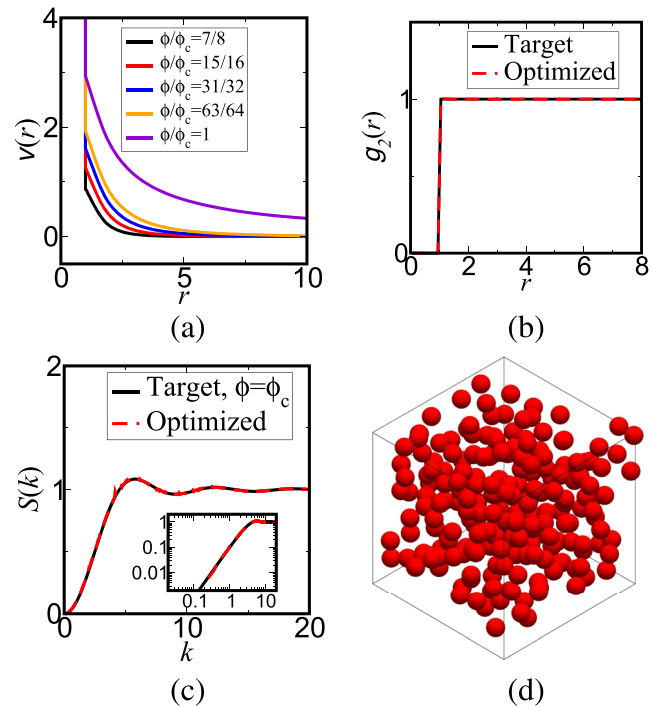 4
2
0
v(r)
ϕ/ϕc=7/8
ϕ/ϕc=15/16
ϕ/ϕc=31/32
ϕ/ϕc=63/64
ϕ/ϕc=1
0 5 10
r
(a)
1
0
g2(r)
Target
Optimized
0 2 4 6 8
r
(b)
2
1
0
S(k)
Target, ϕ=ϕc
Optimized
1
0.1
0.01
0.1 1 10
0 10 20
k
(c)
(d)